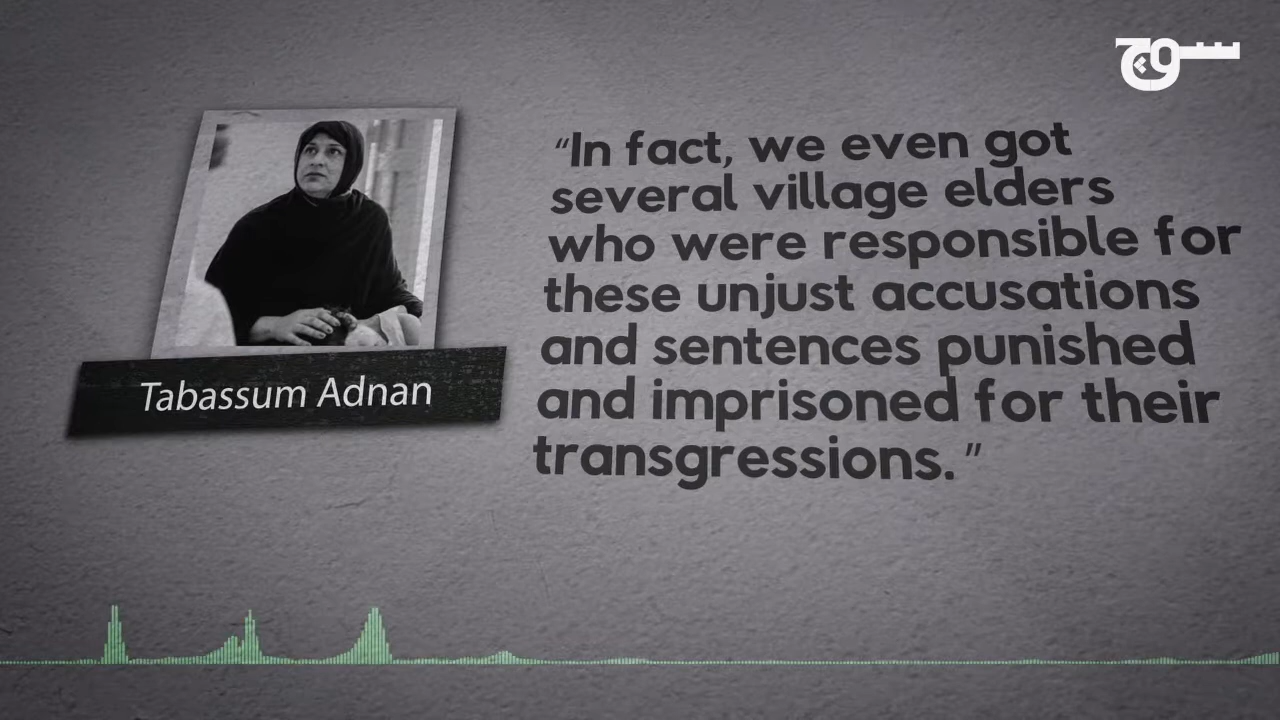 سوچ
Tabassum Adnan
“In fact, we even got
several village elders
who were responsible for
these unjust accusations
and sentences punished
and imprisoned for their
transgressions.”